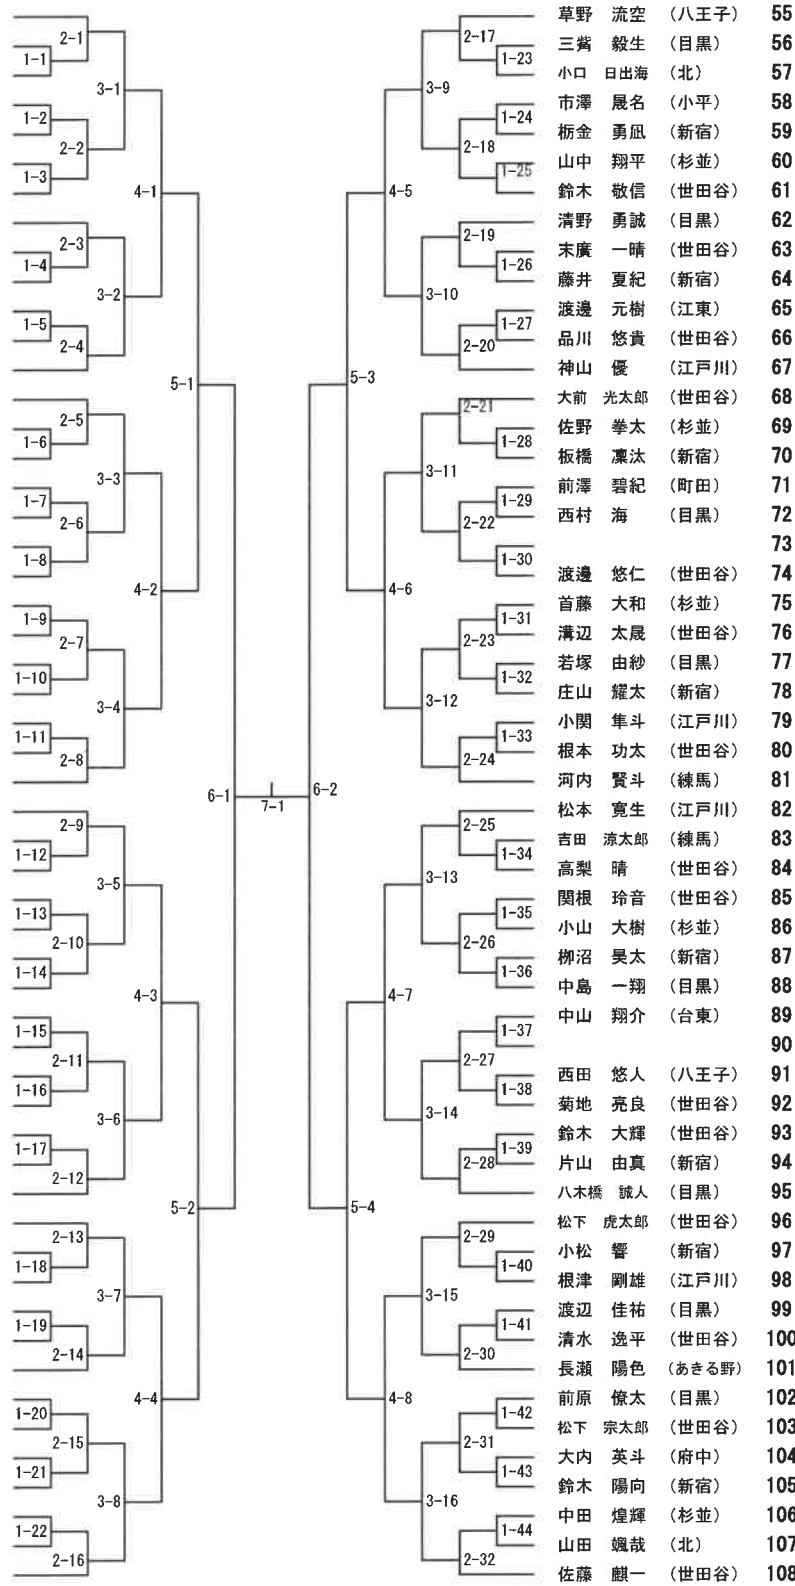 草野 流空 （八王子） 55
三觜 毅生 （目黒） 56
小口 日出海 （北） 57
市澤 晟名 （小平） 58
栃金 勇凪 （新宿） 59
山中 翔平 （杉並） 60
鈴木 敬信 （世田谷） 61
清野 勇誠 （目黒） 62
末廣 一晴 （世田谷） 63
藤井 夏紀 （新宿） 64
渡邊 元樹 （江東） 65
品川 悠貴 （世田谷） 66
神山 優 （江戸川） 67
大前 光太郎 （世田谷） 68
佐野 拳太 （杉並） 69
板橋 凜汰 （新宿） 70
前澤 碧紀 （町田） 71
西村 海 （目黒） 72
73
渡邊 悠仁 （世田谷） 74
首藤 大和 （杉並） 75
溝辺 太晟 （世田谷） 76
若塚 由紗 （目黒） 77
庄山 耀太 （新宿） 78
小関 隼斗 （江戸川） 79
根本 功太 （世田谷） 80
河内 賢斗 （練馬） 81
松本 寛生 （江戸川） 82
吉田 涼太郎 （練馬） 83
高梨 晴 （世田谷） 84
関根 玲音 （世田谷） 85
小山 大樹 （杉並） 86
栁沼 昊太 （新宿） 87
中島 一翔 （目黒） 88
中山 翔介 （台東） 89
90
西田 悠人 （八王子） 91
菊地 亮良 （世田谷） 92
鈴木 大輝 （世田谷） 93
片山 由真 （新宿） 94
八木橋 誠人 （目黒） 95
松下 虎太郎 （世田谷） 96
小松 響 （新宿） 97
根津 剛雄 （江戸川） 98
渡辺 佳祐 （目黒） 99
清水 逸平 （世田谷） 100
長瀬 陽色 （あきる野） 101
前原 僚太 （目黒） 102
松下 宗太郎 （世田谷） 103
大内 英斗 （府中） 104
鈴木 陽向 （新宿） 105
中田 煌輝 （杉並） 106
山田 颯哉 （北） 107
佐藤 麒一 （世田谷） 108
1-1
1-2
1-3
1-4
1-5
1-6
1-7
1-8
1-9
1-10
1-11
1-12
1-13
1-14
1-15
1-16
1-17
1-18
1-19
1-20
1-21
1-22
2-1
2-2
2-3
2-4
2-5
2-6
2-7
2-8
2-9
2-10
2-11
2-12
2-13
2-14
2-15
2-16
3-1
3-2
3-3
3-4
3-5
3-6
3-7
3-8
4-1
4-2
4-3
4-4
5-1
5-2
6-1
7-1
6-2
5-3
5-4
4-5
4-6
4-7
4-8
3-9
3-10
3-11
3-12
3-13
3-14
3-15
3-16
2-17
2-18
2-19
2-20
2-21
2-22
2-23
2-24
2-25
2-26
2-27
2-28
2-29
2-30
2-31
2-32
1-23
1-24
1-25
1-26
1-27
1-28
1-29
1-30
1-31
1-32
1-33
1-34
1-35
1-36
1-37
1-38
1-39
1-40
1-41
1-42
1-43
1-44